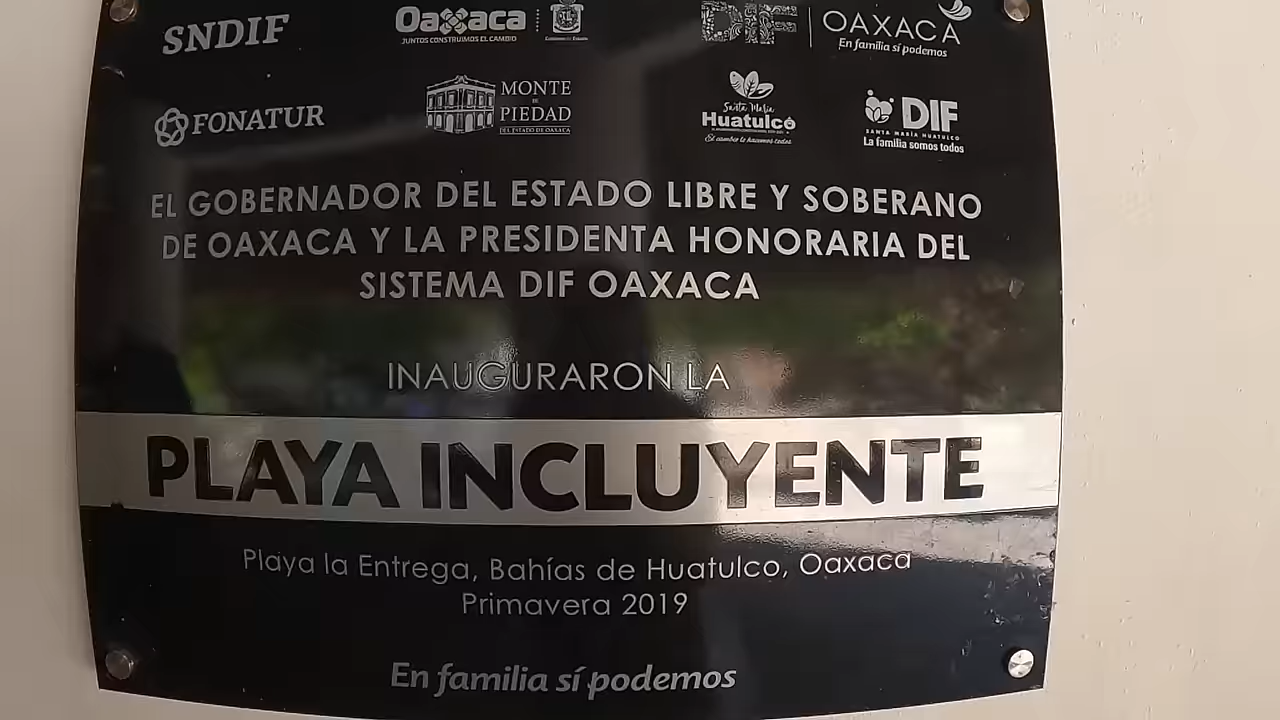 SNDIF
Oaxaca
JUNTOS CONSTRUIMOS EL CAMBIO
DIF
OAXACA
En familia sí podemos
FONATUR
MONTE
DE
PIEDAD
DEL ESTADO DE OAXACA
Santa María
Huatulco
El cambio lo hacemos todos
DIF
SANTA MARÍA HUATULCO
La familia somos todos
EL GOBERNADOR DEL ESTADO LIBRE Y SOBERANO
DE OAXACA Y LA PRESIDENTA HONORARIA DEL
SISTEMA DIF OAXACA
INAUGURARON LA
PLAYA INCLUYENTE
Playa la Entrega, Bahías de Huatulco, Oaxaca
Primavera 2019
En familia sí podemos